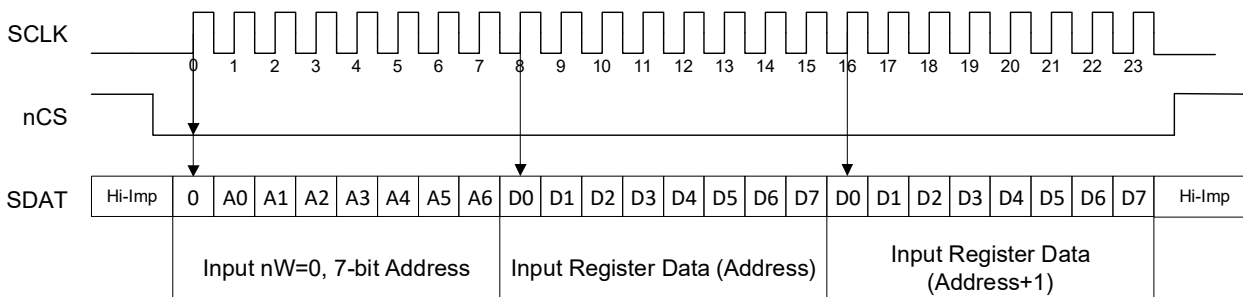 SCLK
0 1 2 3 4 5 6 7 8 9 10 11 12 13 14 15 16 17 18 19 20 21 22 23
nCS
SDAT Hi-Imp 0 A0 A1 A2 A3 A4 A5 A6 D0 D1 D2 D3 D4 D5 D6 D7 D0 D1 D2 D3 D4 D5 D6 D7 Hi-Imp
Input nW=0, 7-bit Address Input Register Data (Address) Input Register Data
(Address+1)